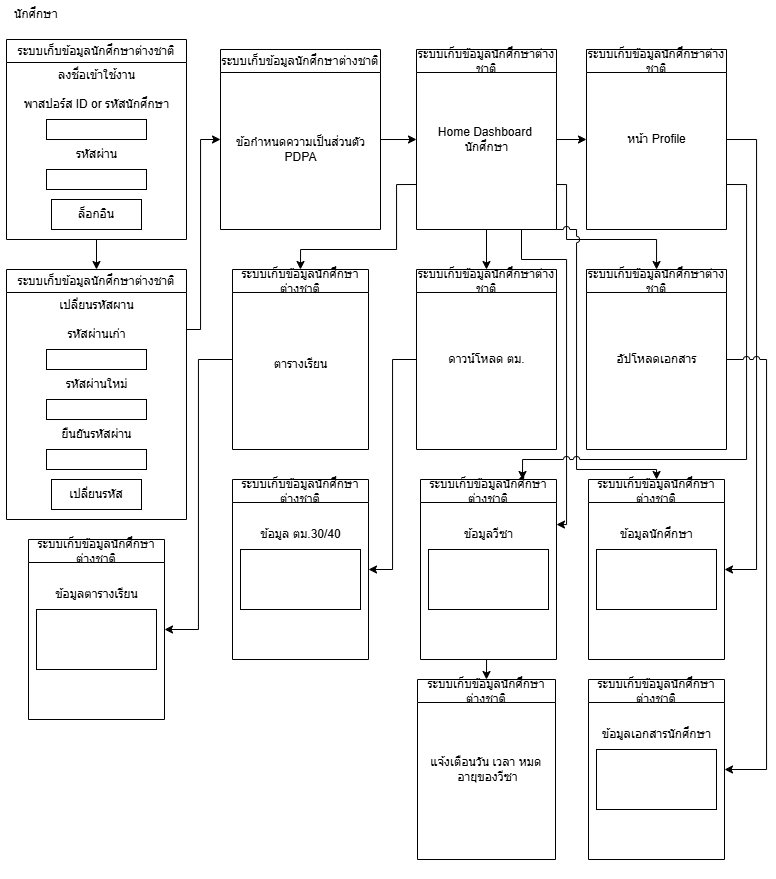 นักศึกษา
ระบบเก็บข้อมูลนักศึกษาต่างชาติ
ลงชื่อเข้าใช้งาน
พาสปอร์ส ID or รหัสนักศึกษา
รหัสผ่าน
ล็อกอิน
ระบบเก็บข้อมูลนักศึกษาต่างชาติ
ข้อกำหนดความเป็นส่วนตัว
PDPA
ระบบเก็บข้อมูลนักศึกษาต่าง
ชาติ
Home Dashboard
นักศึกษา
ระบบเก็บข้อมูลนักศึกษาต่าง
ชาติ
หน้า Profile
ระบบเก็บข้อมูลนักศึกษาต่างชาติ
เปลี่ยนรหัสผาน
รหัสผ่านเก่า
รหัสผ่านใหม่
ยืนยันรหัสผ่าน
เปลี่ยนรหัส
ระบบเก็บข้อมูลนักศึกษา
ต่างชาติ
ตารางเรียน
ระบบเก็บข้อมูลนักศึกษาต่าง
ชาติ
ดาวน์โหลด ตม.
ระบบเก็บข้อมูลนักศึกษาต่าง
ชาติ
อัปโหลดเอกสาร
ระบบเก็บข้อมูลนักศึกษา
ต่างชาติ
ข้อมูลตารางเรียน
ระบบเก็บข้อมูลนักศึกษา
ต่างชาติ
ข้อมูล ตม.30/40
ระบบเก็บข้อมูลนักศึกษา
ต่างชาติ
ข้อมูลวีซา
ระบบเก็บข้อมูลนักศึกษา
ต่างชาติ
ข้อมูลนักศึกษา
ระบบเก็บข้อมูลนักศึกษา
ต่างชาติ
แจ้งเตือนวัน เวลา หมด
อายุของวีซา
ระบบเก็บข้อมูลนักศึกษา
ต่างชาติ
ข้อมูลเอกสารนักศึกษา